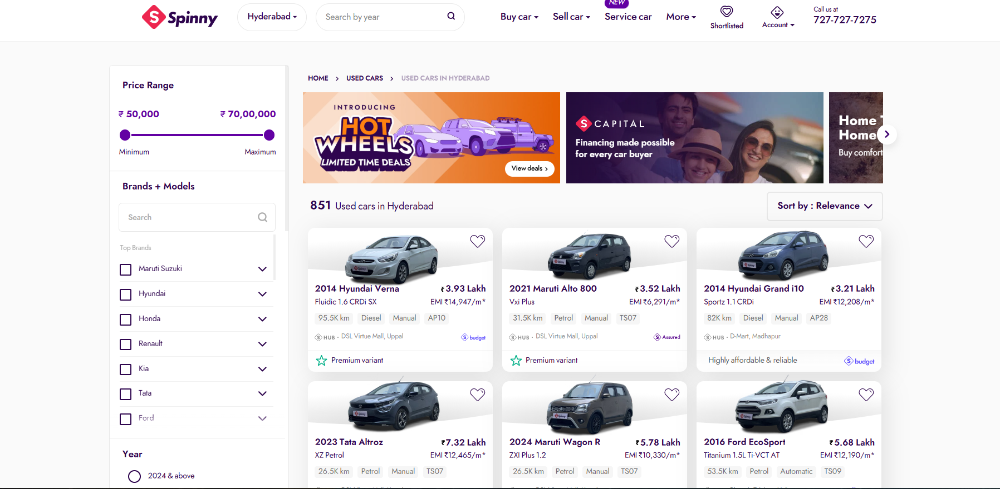 Spinny
Hyderabad
Search by year
Buy car
Sell car
NEW
Service car
More
Shortlisted
Account
Call us at
727-727-7275
Price Range
₹ 50,000
₹ 70,00,000
Minimum
Maximum
Brands + Models
Search
Top Brands
Maruti Suzuki
Hyundai
Honda
Renault
Kia
Tata
Ford
Year
2024 & above
HOME > USED CARS > USED CARS IN HYDERABAD
INTRODUCING
HOT
WHEELS
LIMITED TIME DEALS
View deals
S CAPITAL
Financing made possible
for every car buyer
Home
Home
Buy comfort
851 Used cars in Hyderabad
Sort by : Relevance
Spinny
2014 Hyundai Verna ₹3.93 Lakh
Fluidic 1.6 CRDi SX EMI ₹14,947/m*
95.5K km Diesel Manual AP10
S HUB • DSL Virtue Mall, Uppal S budget
Premium variant
Spinny
2021 Maruti Alto 800 ₹3.52 Lakh
Vxi Plus EMI ₹6,291/m*
31.5K km Petrol Manual TS07
S HUB • DSL Virtue Mall, Uppal S Assured
Premium variant
Spinny
2014 Hyundai Grand i10 ₹3.21 Lakh
Sportz 1.1 CRDi EMI ₹12,208/m*
82K km Diesel Manual AP28
S HUB • D-Mart, Madhapur
Highly affordable & reliable S budget
Spinny
2023 Tata Altroz ₹7.32 Lakh
XZ Petrol EMI ₹12,465/m*
26.5K km Petrol Manual TS07
Spinny
2024 Maruti Wagon R ₹5.78 Lakh
ZXI Plus 1.2 EMI ₹10,330/m*
26.5K km Petrol Manual TS07
Spinny
2016 Ford EcoSport ₹5.68 Lakh
Titanium 1.5L Ti-VCT AT EMI ₹12,190/m*
53.5K km Petrol Automatic TS09